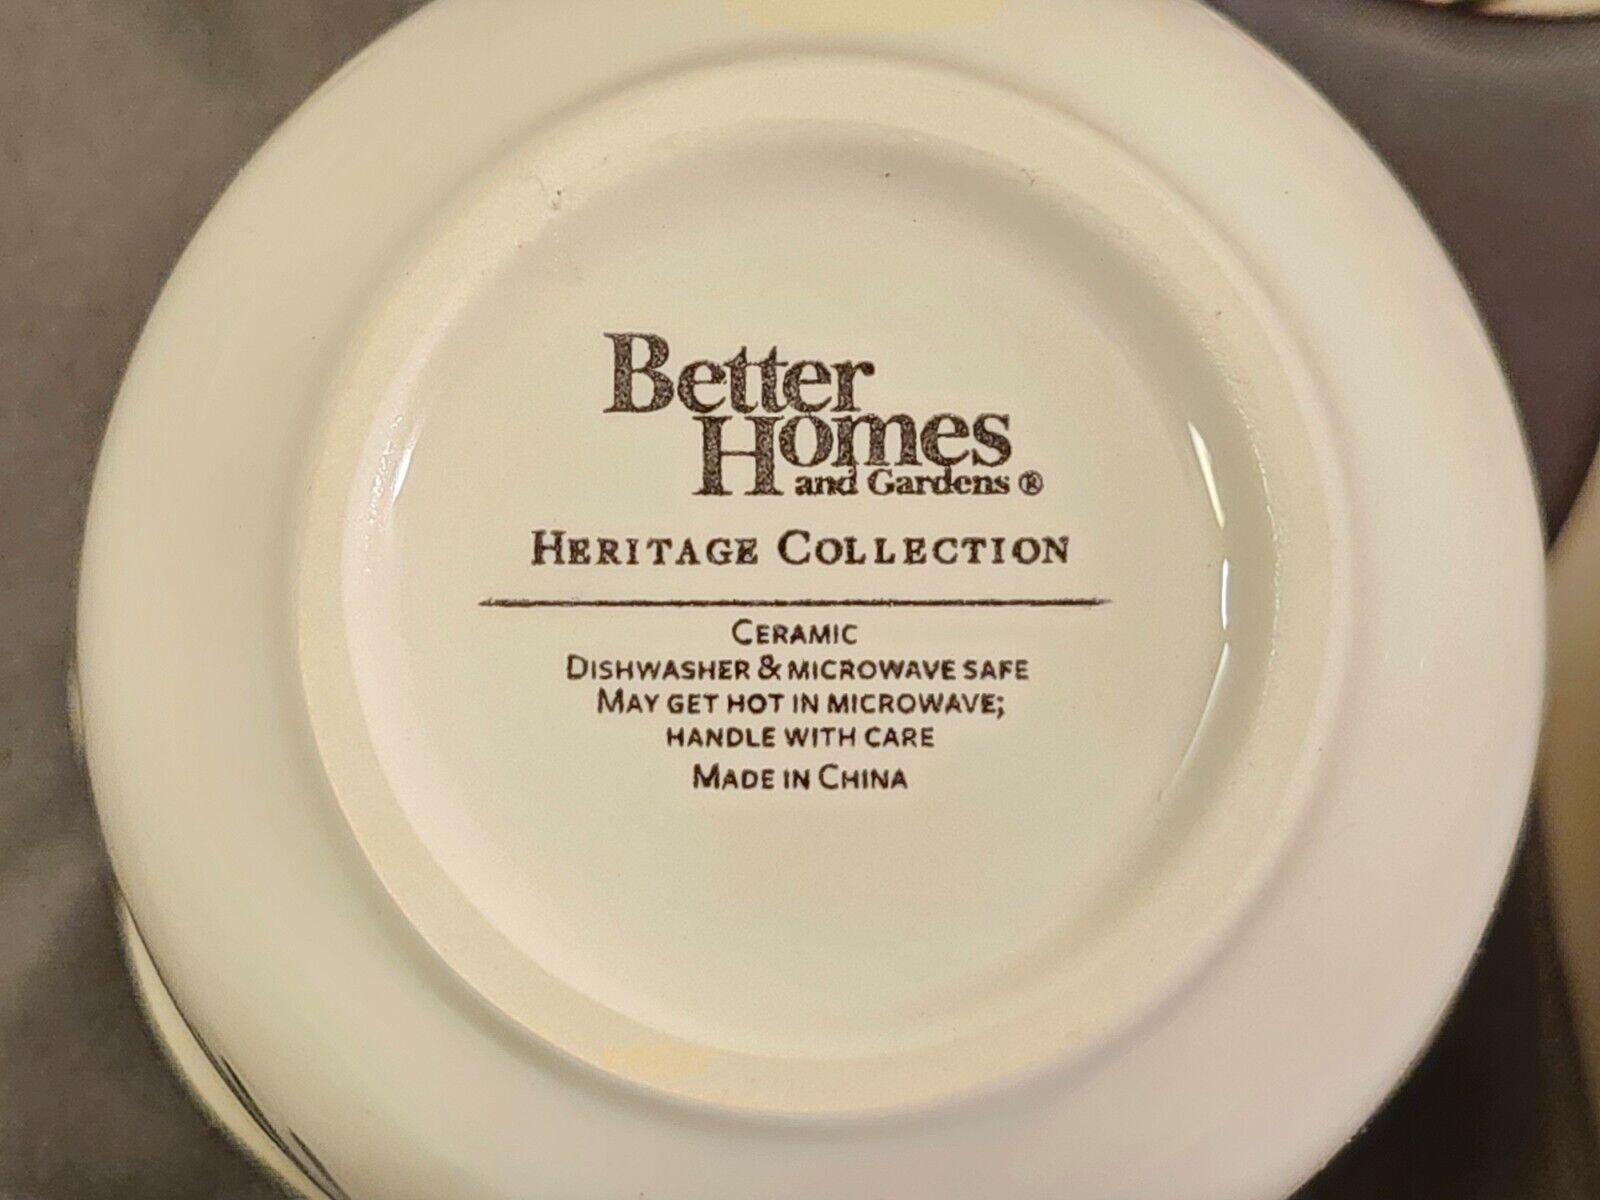 Better
Homes
and Gardens ®
HERITAGE COLLECTION
CERAMIC
DISHWASHER & MICROWAVE SAFE
MAY GET HOT IN MICROWAVE;
HANDLE WITH CARE
MADE IN CHINA